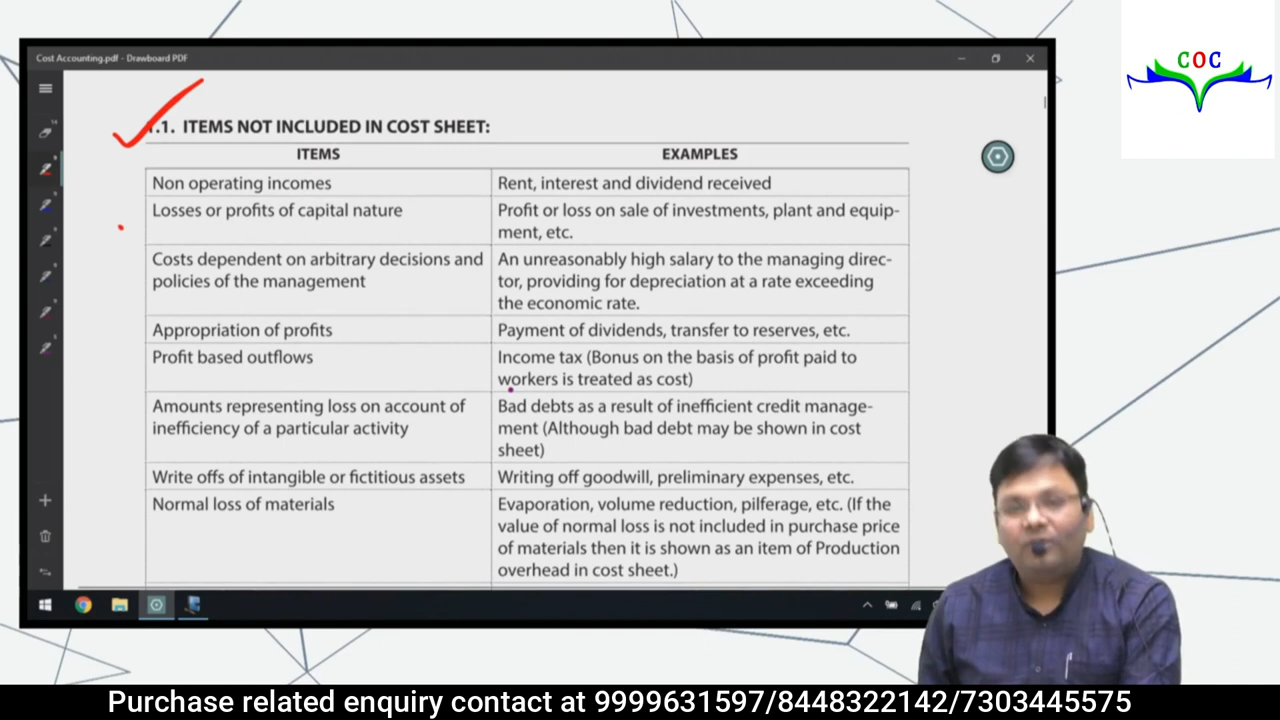 Cost Accounting.pdf - Drawboard PDF
COC
.1. ITEMS NOT INCLUDED IN COST SHEET:
ITEMS EXAMPLES
Non operating incomes Rent, interest and dividend received
Losses or profits of capital nature Profit or loss on sale of investments, plant and equip-
ment, etc.
Costs dependent on arbitrary decisions and An unreasonably high salary to the managing direc-
policies of the management tor, providing for depreciation at a rate exceeding
the economic rate.
Appropriation of profits Payment of dividends, transfer to reserves, etc.
Profit based outflows Income tax (Bonus on the basis of profit paid to
workers is treated as cost)
Amounts representing loss on account of Bad debts as a result of inefficient credit manage-
inefficiency of a particular activity ment (Although bad debt may be shown in cost
sheet)
Write offs of intangible or fictitious assets Writing off goodwill, preliminary expenses, etc.
Normal loss of materials Evaporation, volume reduction, pilferage, etc. (If the
value of normal loss is not included in purchase price
of materials then it is shown as an item of Production
overhead in cost sheet.)
Purchase related enquiry contact at 9999631597/8448322142/7303445575